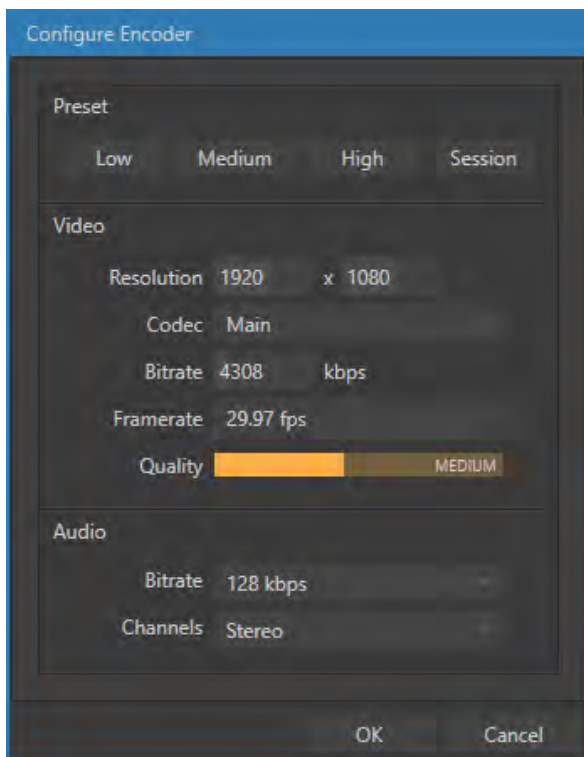 Configure Encoder
Preset
Low Medium High Session
Video
Resolution 1920 x 1080
Codec Main
Bitrate 4308 kbps
Framerate 29.97 fps
Quality MEDIUM
Audio
Bitrate 128 kbps
Channels Stereo
OK Cancel